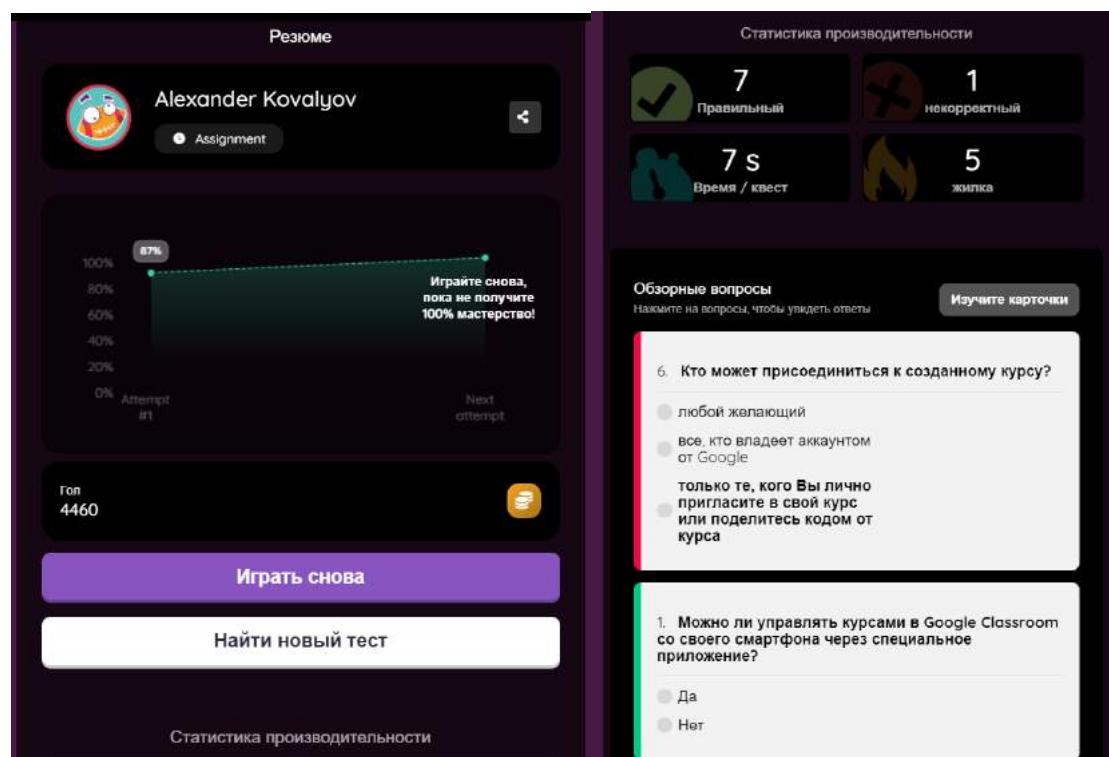 Резюме
Alexander Kovalyov
Assignment
87%
100%
80%
60%
40%
20%
0%
Играйте снова,
пока не получите
100% мастерство!
Attempt
#1
Next
attempt
Гол
4460
Играть снова
Найти новый тест
Статистика производительности
Статистика производительности
7
Правильный
1
некорректный
7 s
Время / квест
5
жилка
Обзорные вопросы
Нажмите на вопросы, чтобы увидеть ответы
Изучите карточки
6. Кто может присоединиться к созданному курсу?
любой желающий
все, кто владеет аккаунтом
от Google
только те, кого Вы лично
пригласите в свой курс
или поделитесь кодом от
курса
1. Можно ли управлять курсами в Google Classroom
со своего смартфона через специальное
приложение?
Да
Нет